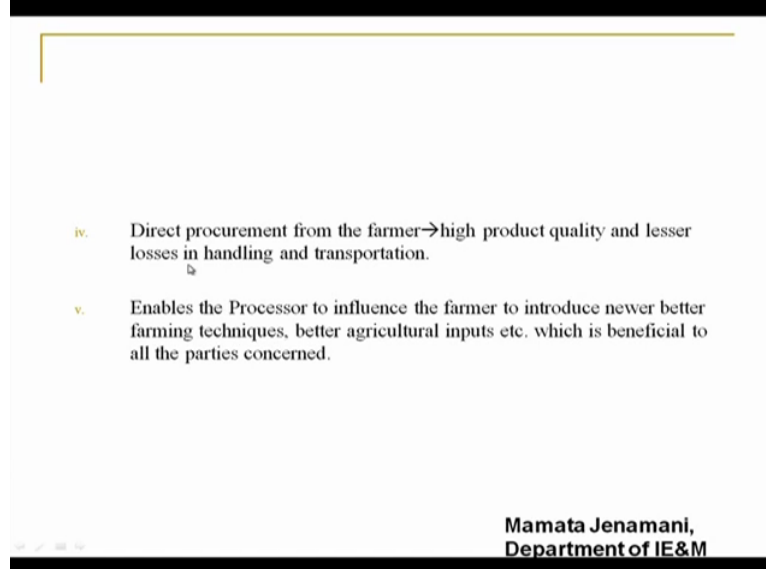 iv. Direct procurement from the farmer→high product quality and lesser
losses in handling and transportation.
v. Enables the Processor to influence the farmer to introduce newer better
farming techniques, better agricultural inputs etc. which is beneficial to
all the parties concerned.
Mamata Jenamani,
Department of IE&M